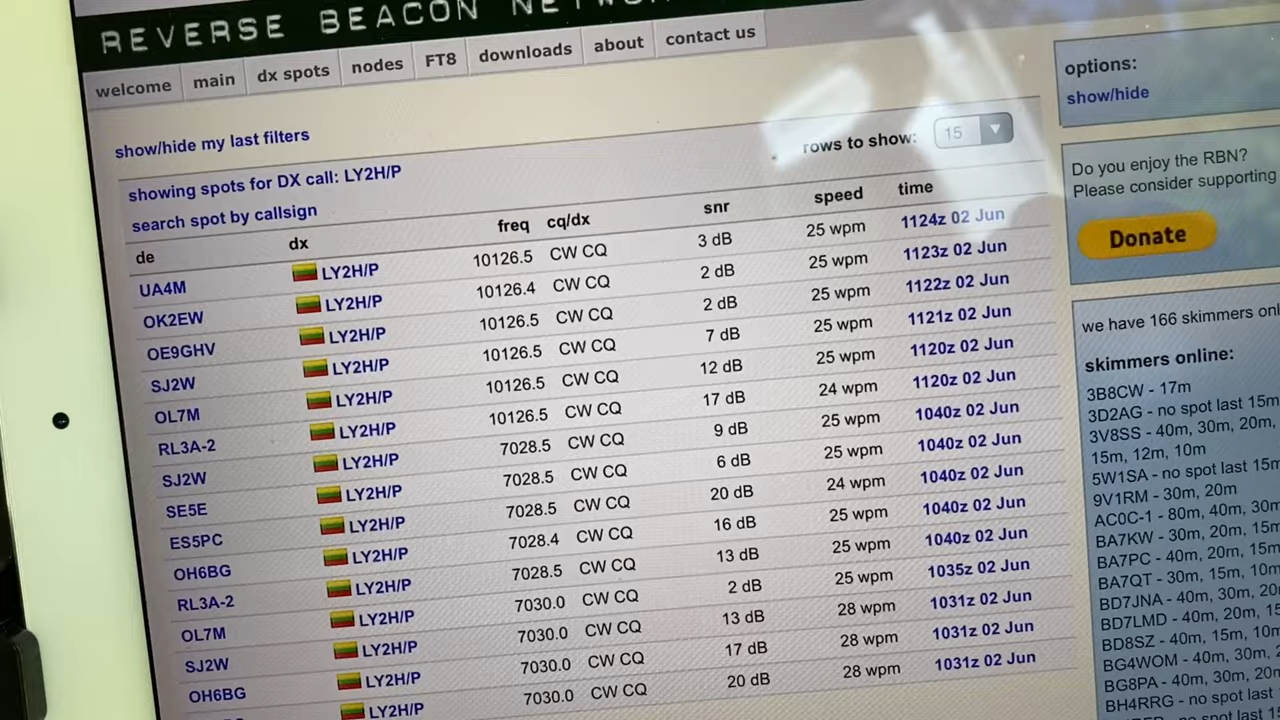 REVERSE BEACON NETWOR
welcome main dx spots nodes FT8 downloads about contact us
show/hide my last filters
rows to show: 15
showing spots for DX call: LY2H/P
search spot by callsign
de dx freq cq/dx snr speed time
UA4M LY2H/P 10126.5 CW CQ 3 dB 25 wpm 1124z 02 Jun
OK2EW LY2H/P 10126.4 CW CQ 2 dB 25 wpm 1123z 02 Jun
OE9GHV LY2H/P 10126.5 CW CQ 2 dB 25 wpm 1122z 02 Jun
SJ2W LY2H/P 10126.5 CW CQ 7 dB 25 wpm 1121z 02 Jun
OL7M LY2H/P 10126.5 CW CQ 12 dB 25 wpm 1120z 02 Jun
RL3A-2 LY2H/P 10126.5 CW CQ 17 dB 24 wpm 1120z 02 Jun
SJ2W LY2H/P 7028.5 CW CQ 9 dB 25 wpm 1040z 02 Jun
SE5E LY2H/P 7028.5 CW CQ 6 dB 25 wpm 1040z 02 Jun
ES5PC LY2H/P 7028.5 CW CQ 20 dB 24 wpm 1040z 02 Jun
OH6BG LY2H/P 7028.4 CW CQ 16 dB 25 wpm 1040z 02 Jun
RL3A-2 LY2H/P 7028.5 CW CQ 13 dB 25 wpm 1040z 02 Jun
OL7M LY2H/P 7030.0 CW CQ 2 dB 25 wpm 1035z 02 Jun
SJ2W LY2H/P 7030.0 CW CQ 13 dB 28 wpm 1031z 02 Jun
OH6BG LY2H/P 7030.0 CW CQ 17 dB 28 wpm 1031z 02 Jun
LY2H/P 7030.0 CW CQ 20 dB 28 wpm 1031z 02 Jun
options:
show/hide
Do you enjoy the RBN?
Please consider supporting
Donate
we have 166 skimmers onl
skimmers online:
3B8CW - 17m
3D2AG - no spot last 15m
3V8SS - 40m, 30m, 20m,
15m, 12m, 10m
5W1SA - no spot last 15m
9V1RM - 30m, 20m
AC0C-1 - 80m, 40m, 30m
BA7KW - 30m, 20m
BA7PC - 40m, 20m, 15m
BA7QT - 30m, 15m, 10m
BD7JNA - 40m, 30m, 20
BD7LMD - 40m, 20m, 15
BD8SZ - 40m, 15m, 10m
BG4WOM - 40m, 30m, 2
BG8PA - 40m, 30m, 20m
BH4RRG - no spot last
no spot last 15